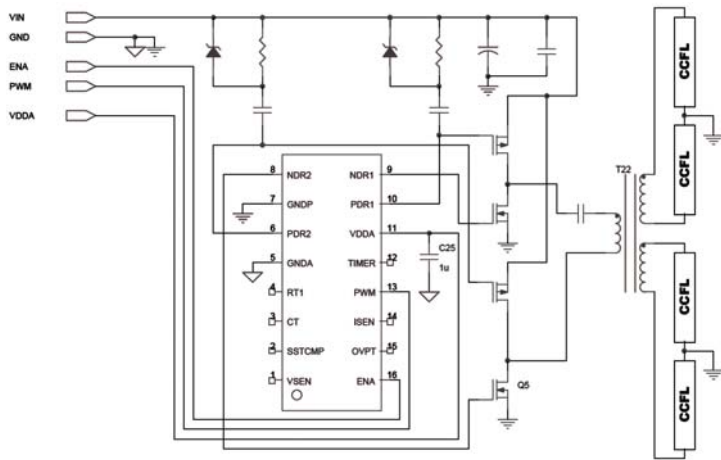 VIN
GND
ENA
PWM
VDDA
CCFL
CCFL
T22
CCFL
CCFL
8 NDR2 NDR1 9
7 GNDP PDR1 10
6 PDR2 VDDA 11
5 GNDA TIMER 12
4 RT1 PWM 13
3 CT ISEN 14
2 SSTCMP OVPT 15
1 VSEN ENA 16
C25
1u
Q5